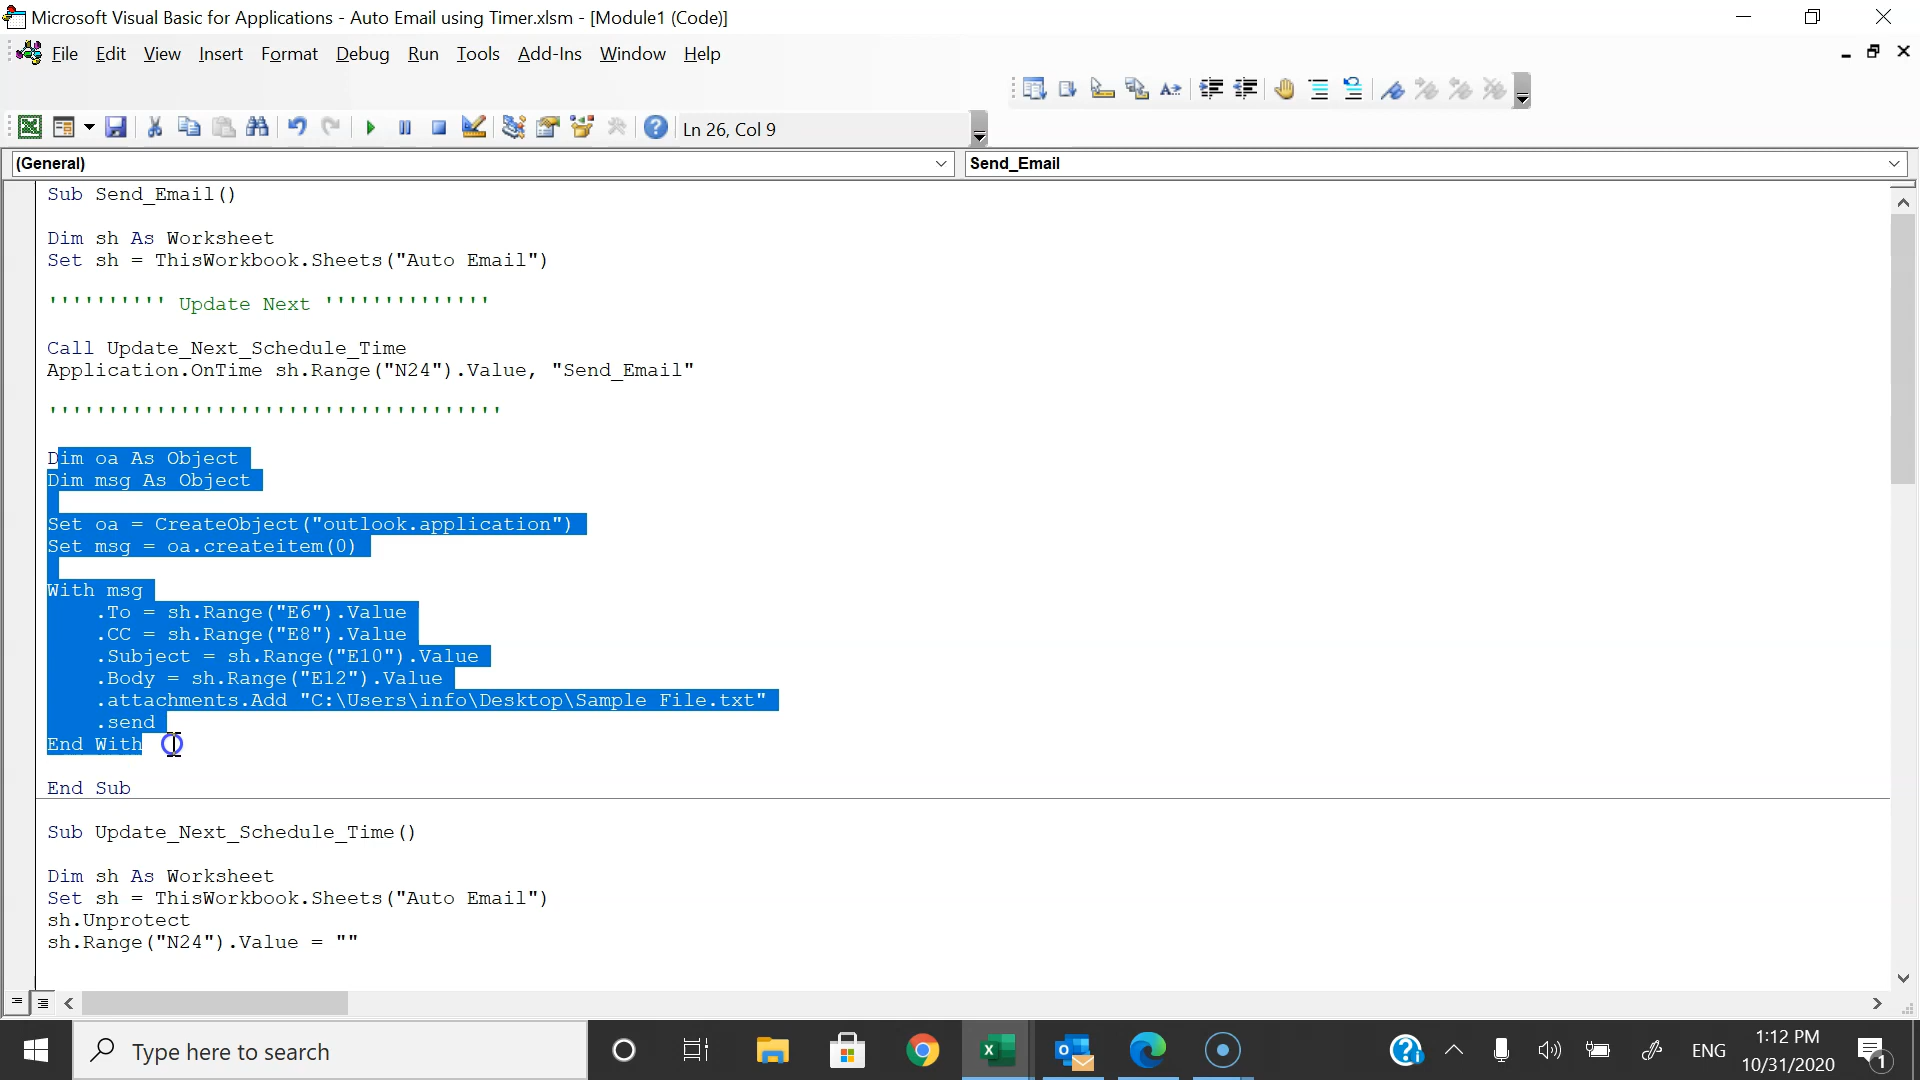 Microsoft Visual Basic for Applications - Auto Email using Timer.xlsm - [Module1 (Code)]
File Edit View Insert Format Debug Run Tools Add-Ins Window Help
Ln 26, Col 9
(General) Send_Email
Sub Send_Email()
Dim sh As Worksheet
Set sh = ThisWorkbook.Sheets("Auto Email")
'''''''''' Update Next ''''''''''''''
Call Update_Next_Schedule_Time
Application.OnTime sh.Range("N24").Value, "Send_Email"
''''''''''''''''''''''''''''''''''''''
Dim oa As Object
Dim msg As Object
Set oa = CreateObject("outlook.application")
Set msg = oa.createitem(0)
With msg
.To = sh.Range("E6").Value
.CC = sh.Range("E8").Value
.Subject = sh.Range("E10").Value
.Body = sh.Range("E12").Value
.attachments.Add "C:\Users\info\Desktop\Sample File.txt"
.send
End With
End Sub
Sub Update_Next_Schedule_Time()
Dim sh As Worksheet
Set sh = ThisWorkbook.Sheets("Auto Email")
sh.Unprotect
sh.Range("N24").Value = ""
Type here to search
ENG
1:12 PM
10/31/2020
1